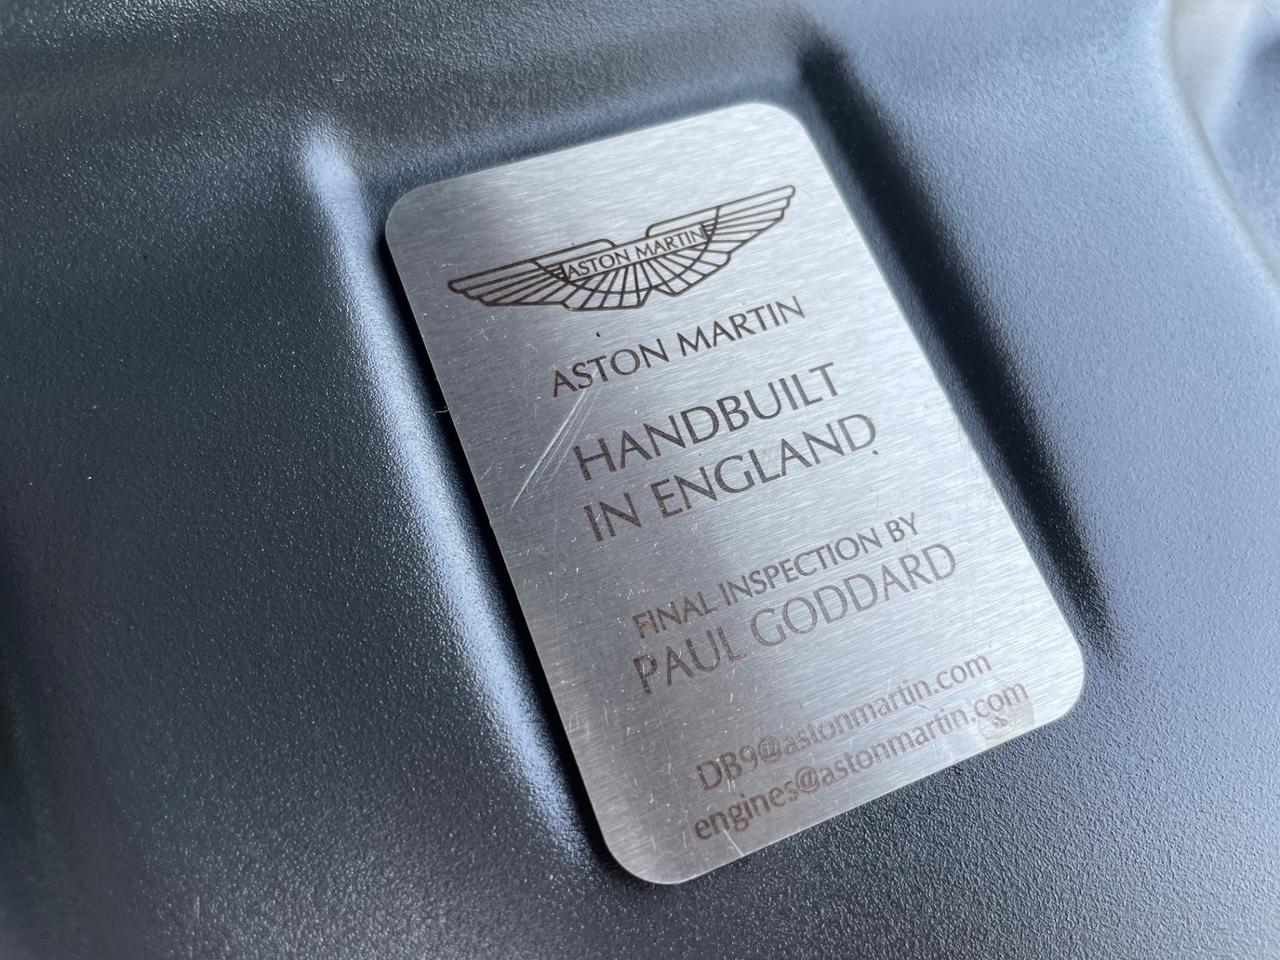 ASTON MARTIN
ASTON MARTIN
HANDBUILT
IN ENGLAND
FINAL INSPECTION BY
PAUL GODDARD
DB9@astonmartin.com
engines@astonmartin.com